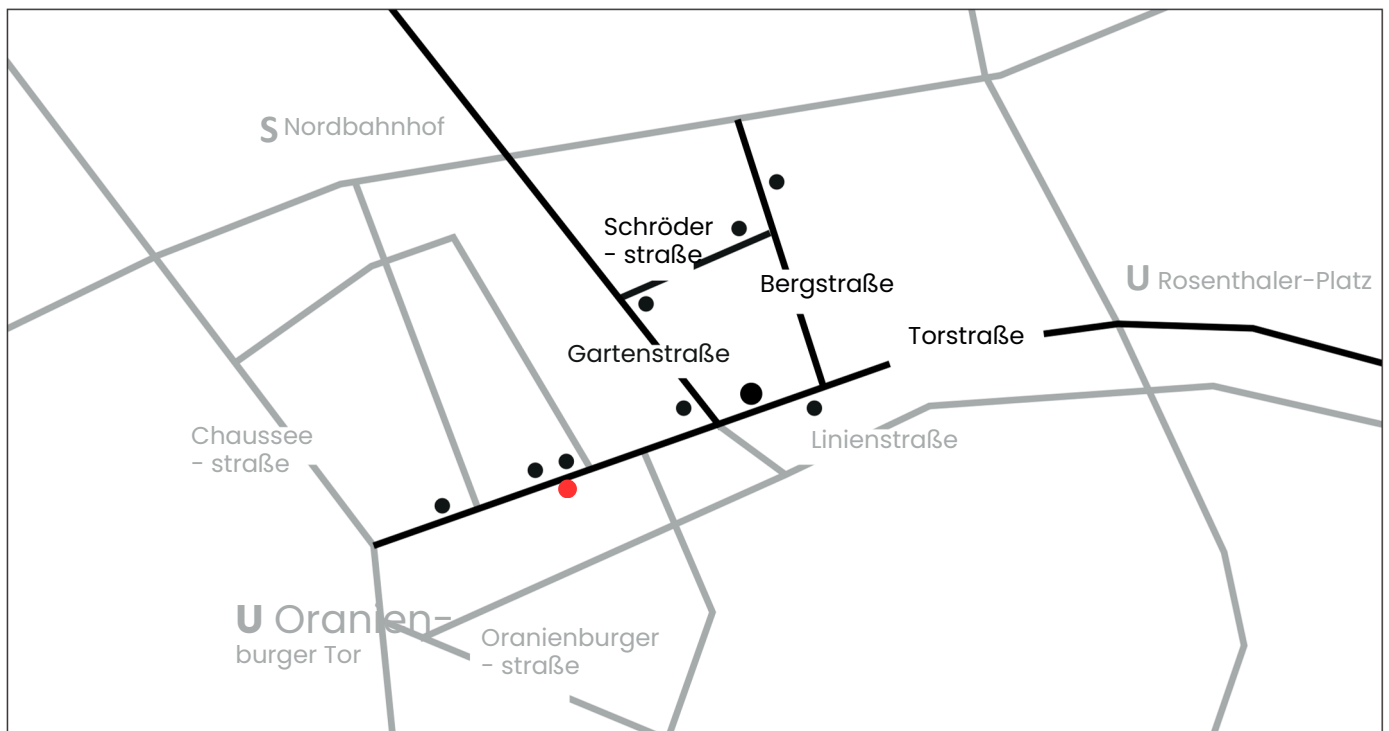 S Nordbahnhof
Schröder
- straße
Bergstraße
U Rosenthaler-Platz
Torstraße
Gartenstraße
Chaussee
- straße
Linienstraße
U Oranien-
burger Tor
Oranienburger
- straße